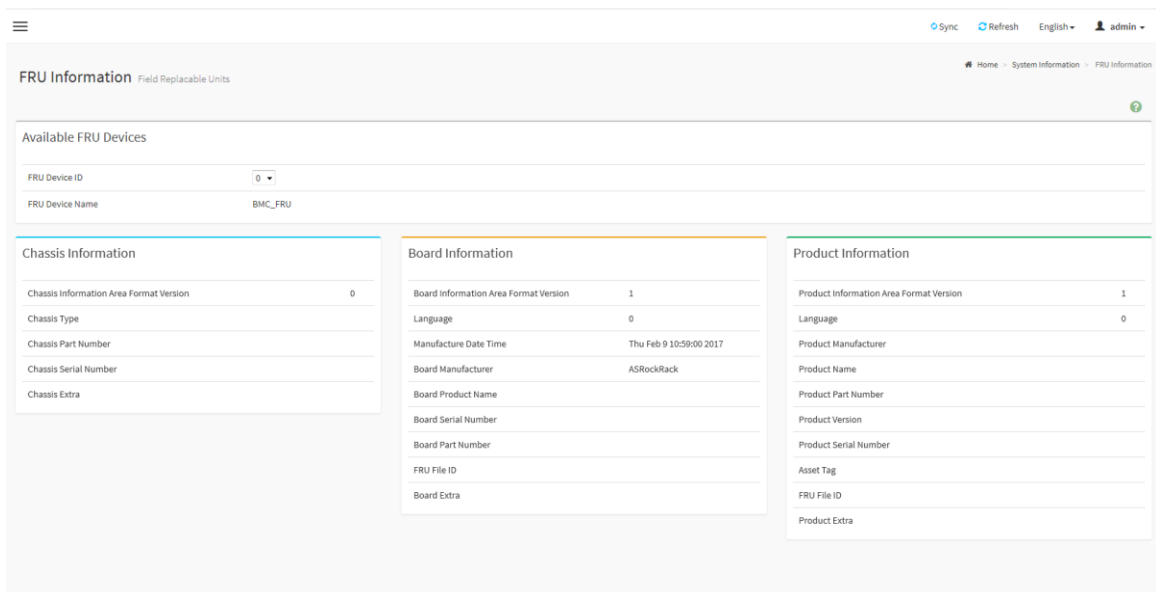 Sync Refresh English admin
FRU Information Field Replacable Units
Home > System Information > FRU Information
Available FRU Devices
FRU Device ID 0
FRU Device Name BMC_FRU
Chassis Information
Chassis Information Area Format Version 0
Chassis Type
Chassis Part Number
Chassis Serial Number
Chassis Extra
Board Information
Board Information Area Format Version 1
Language 0
Manufacture Date Time Thu Feb 9 10:59:00 2017
Board Manufacturer ASRockRack
Board Product Name
Board Serial Number
Board Part Number
FRU File ID
Board Extra
Product Information
Product Information Area Format Version 1
Language 0
Product Manufacturer
Product Name
Product Part Number
Product Version
Product Serial Number
Asset Tag
FRU File ID
Product Extra